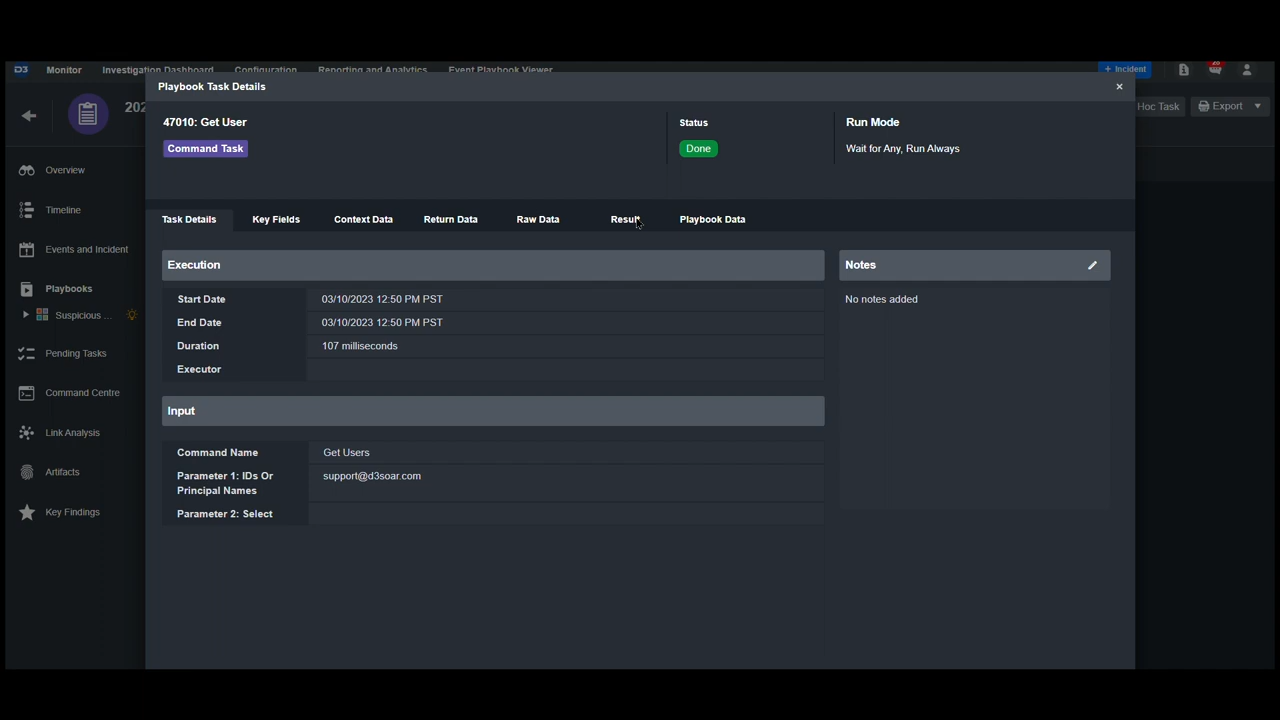 D3 Monitor Investigation Dashboard Configuration Reporting and Analytics Event Playbook Viewer + Incident 26
Playbook Task Details ×
202 Hoc Task Export
47010: Get User Status Run Mode
Command Task Done Wait for Any, Run Always
Overview
Timeline
Events and Incident
Playbooks
Suspicious ...
Pending Tasks
Command Centre
Link Analysis
Artifacts
Key Findings
Task Details Key Fields Context Data Return Data Raw Data Result Playbook Data
Execution
Start Date 03/10/2023 12:50 PM PST
End Date 03/10/2023 12:50 PM PST
Duration 107 milliseconds
Executor
Input
Command Name Get Users
Parameter 1: IDs Or support@d3soar.com
Principal Names
Parameter 2: Select
Notes
No notes added